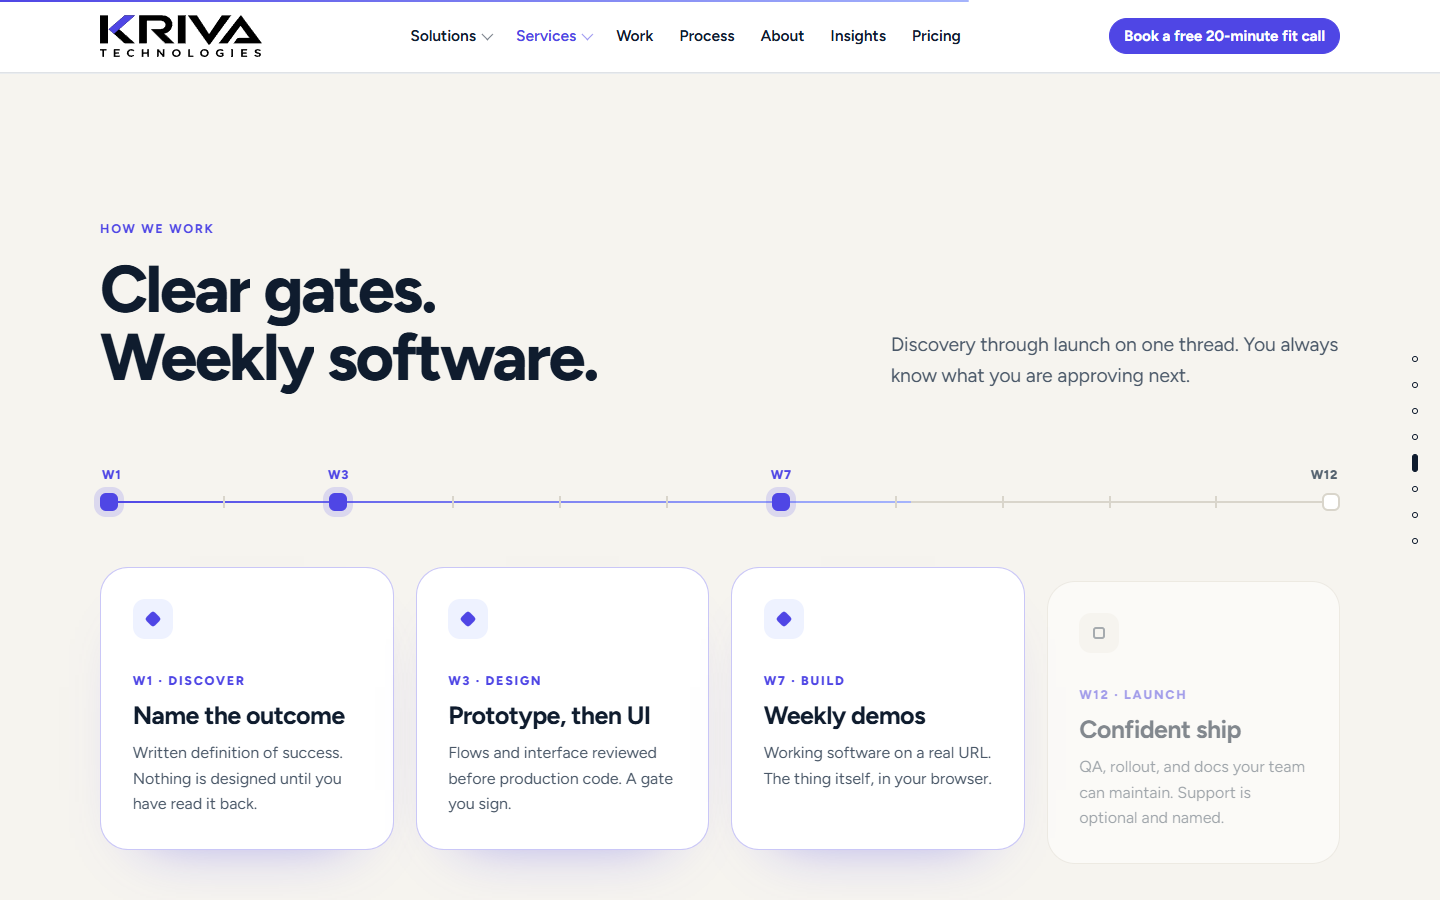 KRIVA
TECHNOLOGIES
Solutions
Services
Work
Process
About
Insights
Pricing
Book a free 20-minute fit call
HOW WE WORK
Clear gates.
Weekly software.
Discovery through launch on one thread. You always
know what you are approving next.
W1
W3
W7
W12
W1 · DISCOVER
Name the outcome
Written definition of success.
Nothing is designed until you
have read it back.
W3 · DESIGN
Prototype, then UI
Flows and interface reviewed
before production code. A gate
you sign.
W7 · BUILD
Weekly demos
Working software on a real URL.
The thing itself, in your browser.
W12 · LAUNCH
Confident ship
QA, rollout, and docs your team
can maintain. Support is
optional and named.